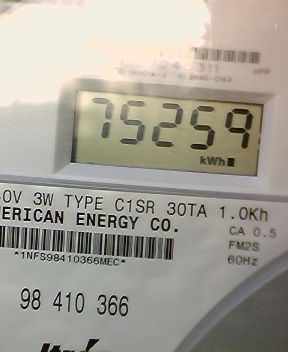 75259
kWh
0V 3W TYPE C1SR 30TA 1.0Kh
ERICAN ENERGY CO.
CA 0.5
FM2S
60Hz
*1NFS98410366MEC*
98 410 366